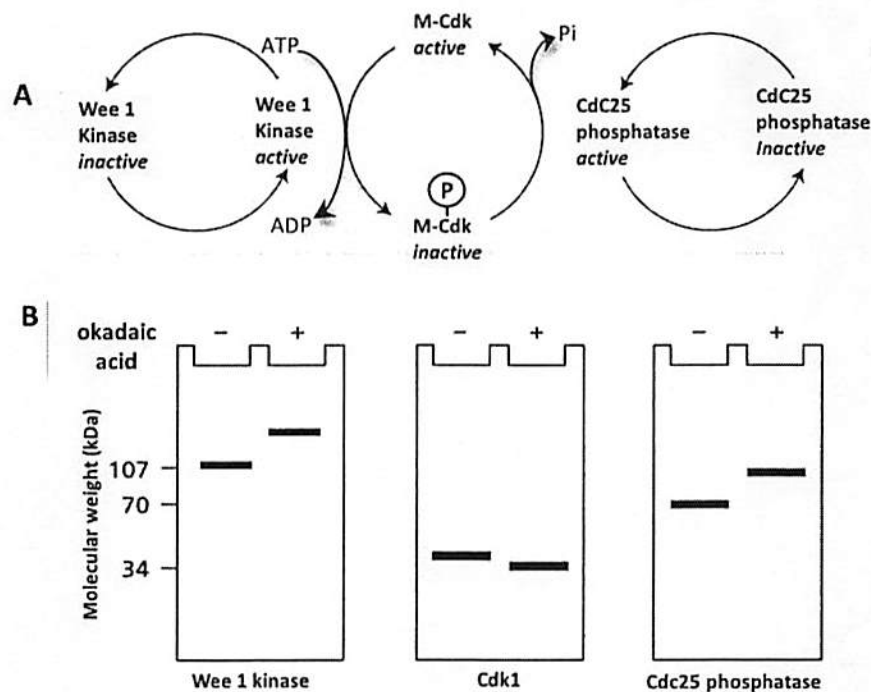 A
ATP
M-Cdk
active
Pi
Wee 1
Kinase
inactive
Wee 1
Kinase
active
CdC25
phosphatase
active
CdC25
phosphatase
Inactive
ADP
P
M-Cdk
inactive
B
okadaic
acid
– +
– +
– +
Molecular weight (kDa)
107
70
34
Wee 1 kinase
Cdk1
Cdc25 phosphatase